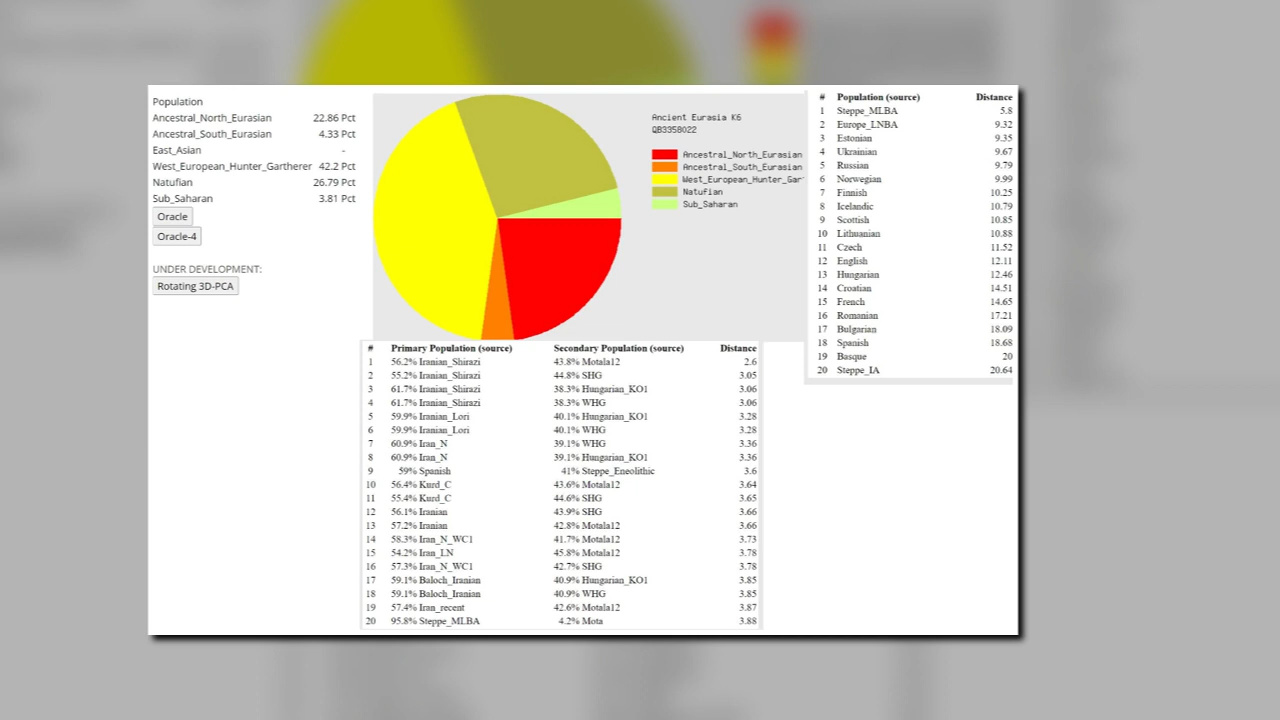 Population
Ancestral_North_Eurasian 22.86 Pct
Ancestral_South_Eurasian 4.33 Pct
East_Asian -
West_European_Hunter_Gartherer 42.2 Pct
Natufian 26.79 Pct
Sub_Saharan 3.81 Pct
Oracle
Oracle-4
UNDER DEVELOPMENT:
Rotating 3D-PCA
Ancient Eurasia K6
QB3358022
Ancestral_North_Eurasian
Ancestral_South_Eurasian
West_European_Hunter_Gar
Natufian
Sub_Saharan
# Population (source) Distance
1 Steppe_MLBA 5.8
2 Europe_LNBA 9.32
3 Estonian 9.35
4 Ukrainian 9.67
5 Russian 9.79
6 Norwegian 9.99
7 Finnish 10.25
8 Icelandic 10.79
9 Scottish 10.85
10 Lithuanian 10.88
11 Czech 11.52
12 English 12.11
13 Hungarian 12.46
14 Croatian 14.51
15 French 14.65
16 Romanian 17.21
17 Bulgarian 18.09
18 Spanish 18.68
19 Basque 20
20 Steppe_IA 20.64
# Primary Population (source) Secondary Population (source) Distance
1 56.2% Iranian_Shirazi 43.8% Motala12 2.6
2 55.2% Iranian_Shirazi 44.8% SHG 3.05
3 61.7% Iranian_Shirazi 38.3% Hungarian_KO1 3.06
4 61.7% Iranian_Shirazi 38.3% WHG 3.06
5 59.9% Iranian_Lori 40.1% Hungarian_KO1 3.28
6 59.9% Iranian_Lori 40.1% WHG 3.28
7 60.9% Iran_N 39.1% WHG 3.36
8 60.9% Iran_N 39.1% Hungarian_KO1 3.36
9 59% Spanish 41% Steppe_Eneolithic 3.6
10 56.4% Kurd_C 43.6% Motala12 3.64
11 55.4% Kurd_C 44.6% SHG 3.65
12 56.1% Iranian 43.9% SHG 3.66
13 57.2% Iranian 42.8% Motala12 3.66
14 58.3% Iran_N_WC1 41.7% Motala12 3.73
15 54.2% Iran_LN 45.8% Motala12 3.78
16 57.3% Iran_N_WC1 42.7% SHG 3.78
17 59.1% Baloch_Iranian 40.9% Hungarian_KO1 3.85
18 59.1% Baloch_Iranian 40.9% WHG 3.85
19 57.4% Iran_recent 42.6% Motala12 3.87
20 95.8% Steppe_MLBA 4.2% Mota 3.88